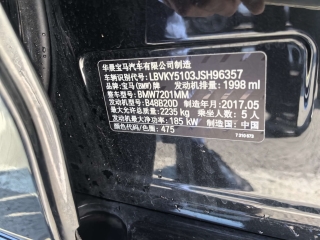 华晨宝马汽车有限公司制造
车辆识别代号: LBVKY5103JSH96357
品牌: 宝马(BMW)牌 发动机排量: 1998 ml
整车型号: BMW7201MM
发动机型号: B48B20D 制造年月: 2017.05
最大允许总质量: 2235 kg 乘坐人数: 5 人
发动机最大净功率: 185 kW 制造国: 中国
颜色代码/色漆: 475